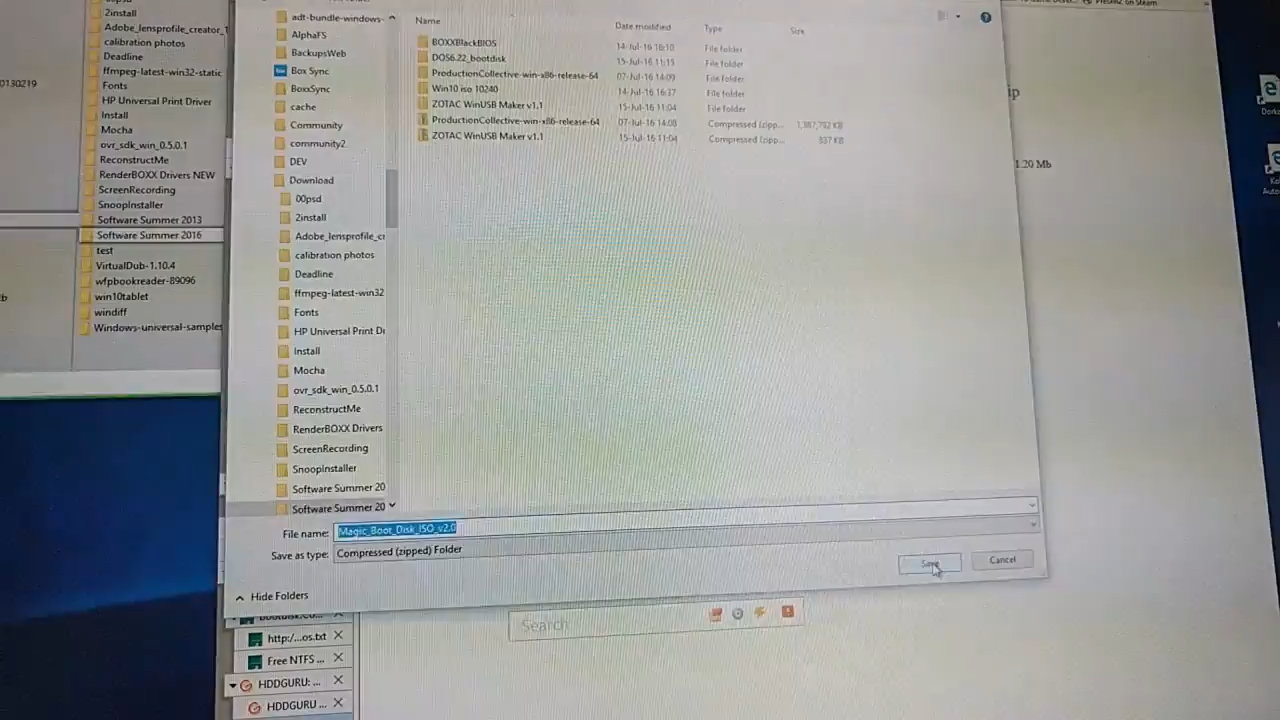 2install
Adobe_lensprofile_creator_1
calibration photos
Deadline
ffmpeg-latest-win32-static
Fonts
HP Universal Print Driver
Install
Mocha
ovr_sdk_win_0.5.0.1
ReconstructMe
RenderBOXX Drivers NEW
ScreenRecording
SnoopInstaller
Software Summer 2013
Software Summer 2016
test
VirtualDub-1.10.4
wfpbookreader-89096
win10tablet
windiff
Windows-universal-samples
0130219
adt-bundle-windows-
AlphaFS
BackupsWeb
Box Sync
BoxxSync
cache
Community
community2
DEV
Download
00psd
2install
Adobe_lensprofile_cr
calibration photos
Deadline
ffmpeg-latest-win32
Fonts
HP Universal Print Dr
Install
Mocha
ovr_sdk_win_0.5.0.1
ReconstructMe
RenderBOXX Drivers
ScreenRecording
SnoopInstaller
Software Summer 20
Software Summer 20
Name Date modified Type Size
BOXXBlackBIOS 14-Jul-16 16:10 File folder
DOS6.22_bootdisk 15-Jul-16 11:15 File folder
ProductionCollective-win-x86-release-64 07-Jul-16 14:09 File folder
Win10 iso 10240 14-Jul-16 16:37 File folder
ZOTAC WinUSB Maker v1.1 15-Jul-16 11:04 File folder
ProductionCollective-win-x86-release-64 07-Jul-16 14:08 Compressed (zipp... 1,387,792 KB
ZOTAC WinUSB Maker v1.1 15-Jul-16 11:04 Compressed (zipp... 837 KB
ip
1.20 Mb
File name: Magic_Boot_Disk_ISO_v2.0
Save as type: Compressed (zipped) Folder
Save Cancel
Hide Folders
Search
http:/...os.txt
Free NTFS ...
HDDGURU: ...
HDDGURU ...